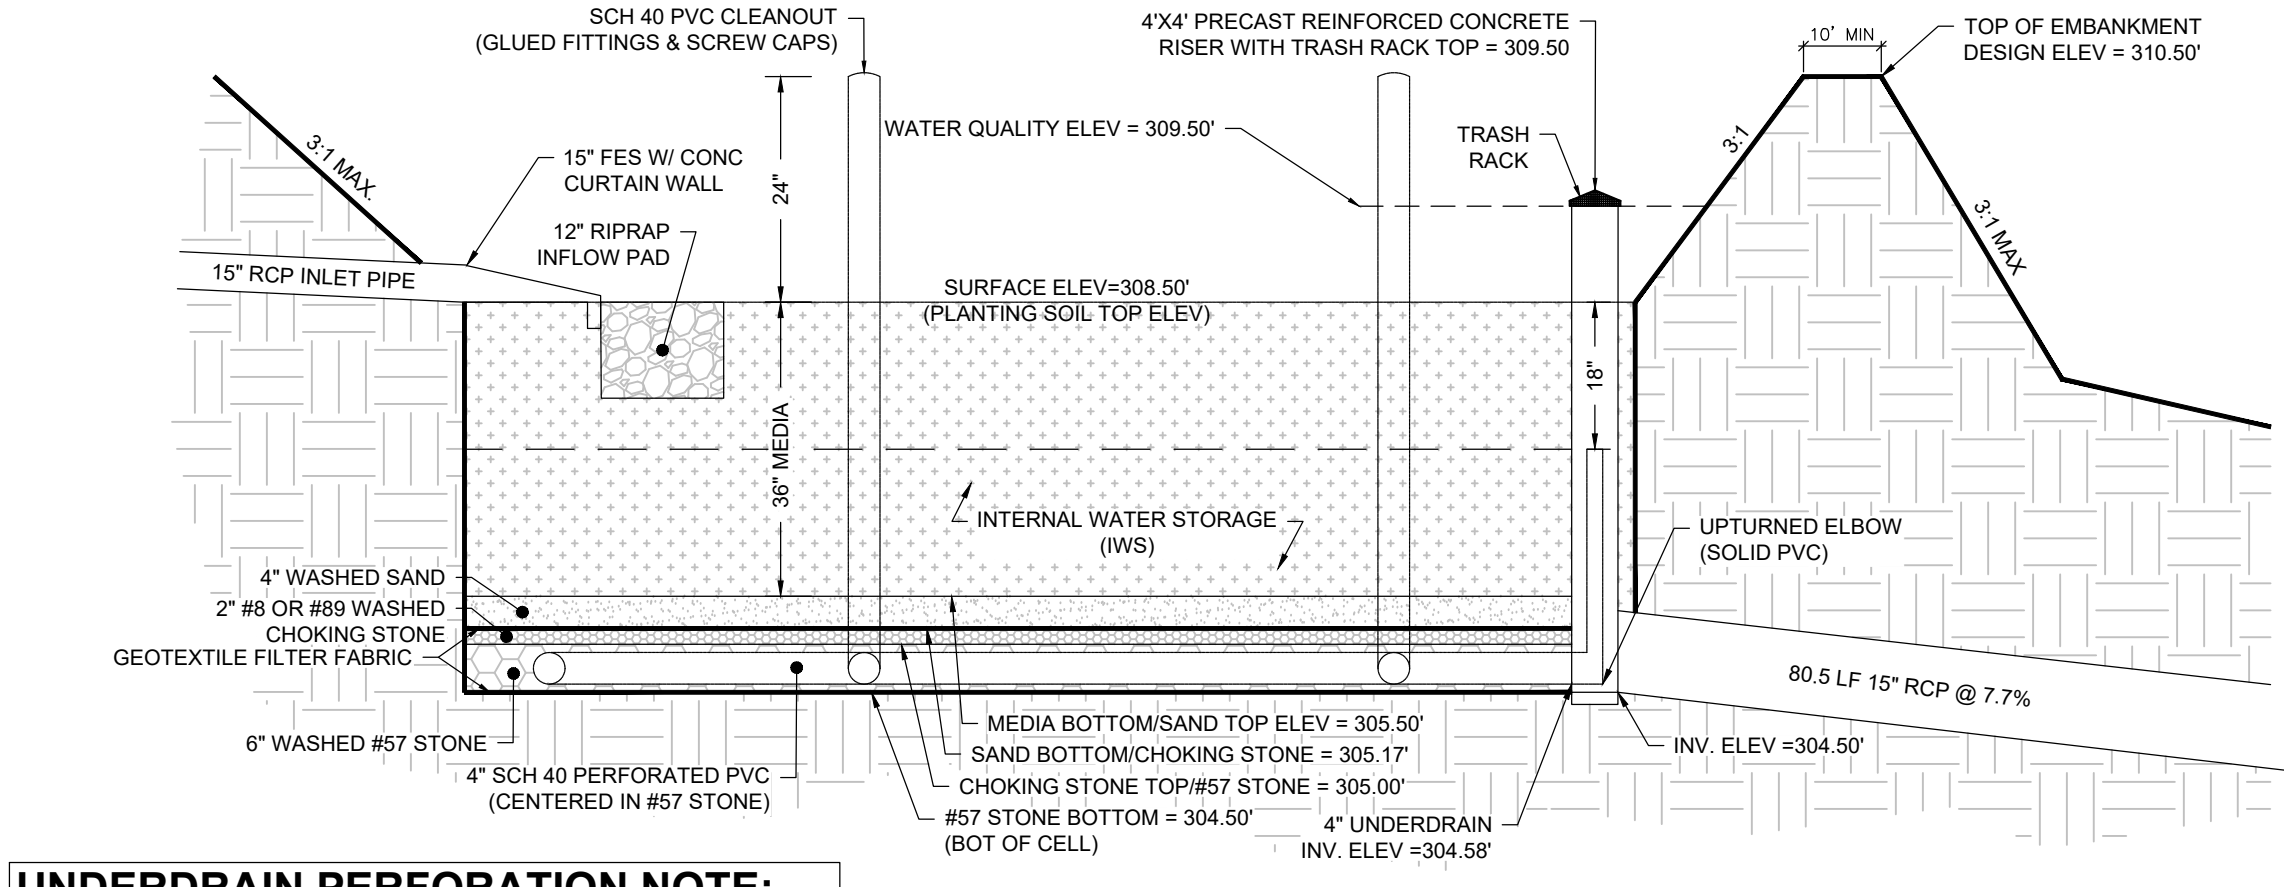 SCH 40 PVC CLEANOUT
(GLUED FITTINGS & SCREW CAPS)
4'X4' PRECAST REINFORCED CONCRETE
RISER WITH TRASH RACK TOP = 309.50
10' MIN
TOP OF EMBANKMENT
DESIGN ELEV = 310.50'
WATER QUALITY ELEV = 309.50'
TRASH
RACK
3:1 MAX.
15" FES W/ CONC
CURTAIN WALL
24"
3:1
3:1 MAX
12" RIPRAP
INFLOW PAD
15" RCP INLET PIPE
SURFACE ELEV=308.50'
(PLANTING SOIL TOP ELEV)
18"
36" MEDIA
INTERNAL WATER STORAGE
(IWS)
UPTURNED ELBOW
(SOLID PVC)
4" WASHED SAND
2" #8 OR #89 WASHED
CHOKING STONE
GEOTEXTILE FILTER FABRIC
80.5 LF 15" RCP @ 7.7%
6" WASHED #57 STONE
MEDIA BOTTOM/SAND TOP ELEV = 305.50'
SAND BOTTOM/CHOKING STONE = 305.17'
INV. ELEV =304.50'
4" SCH 40 PERFORATED PVC
(CENTERED IN #57 STONE)
CHOKING STONE TOP/#57 STONE = 305.00'
#57 STONE BOTTOM = 304.50'
(BOT OF CELL)
4" UNDERDRAIN
INV. ELEV =304.58'
UNDERDRAIN PERFORATION NOTE: